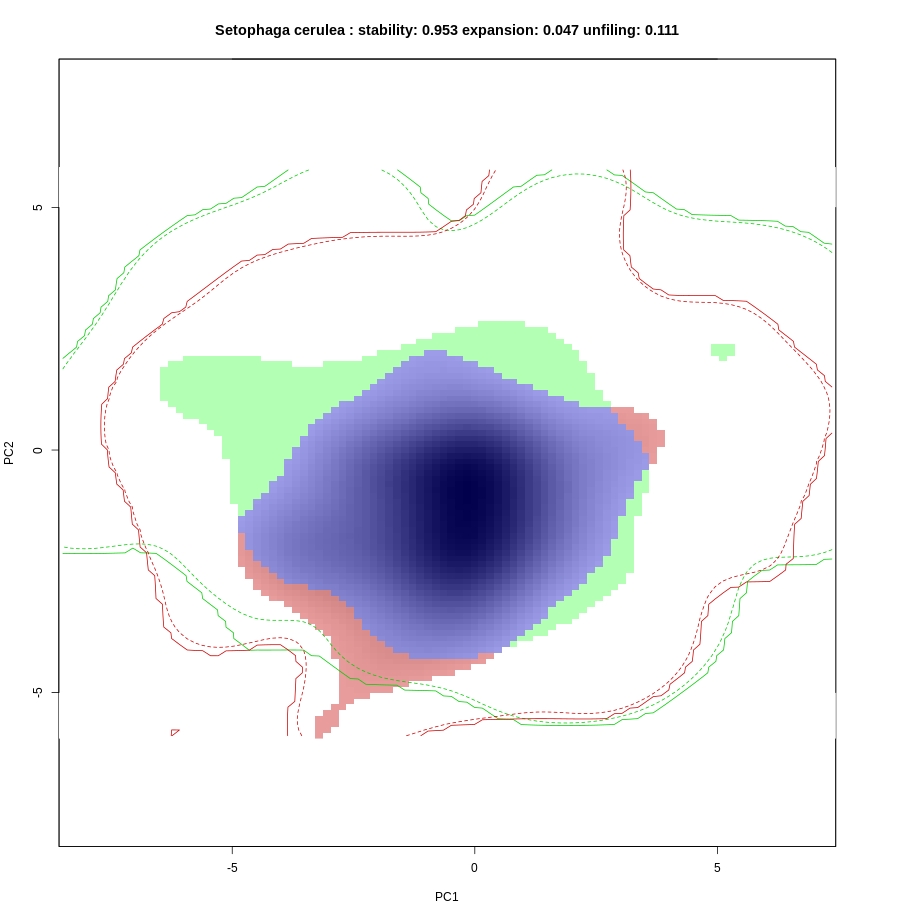 Setophaga cerulea : stability: 0.953 expansion: 0.047 unfiling: 0.111
5
0
-5
PC2
-5 0 5
PC1